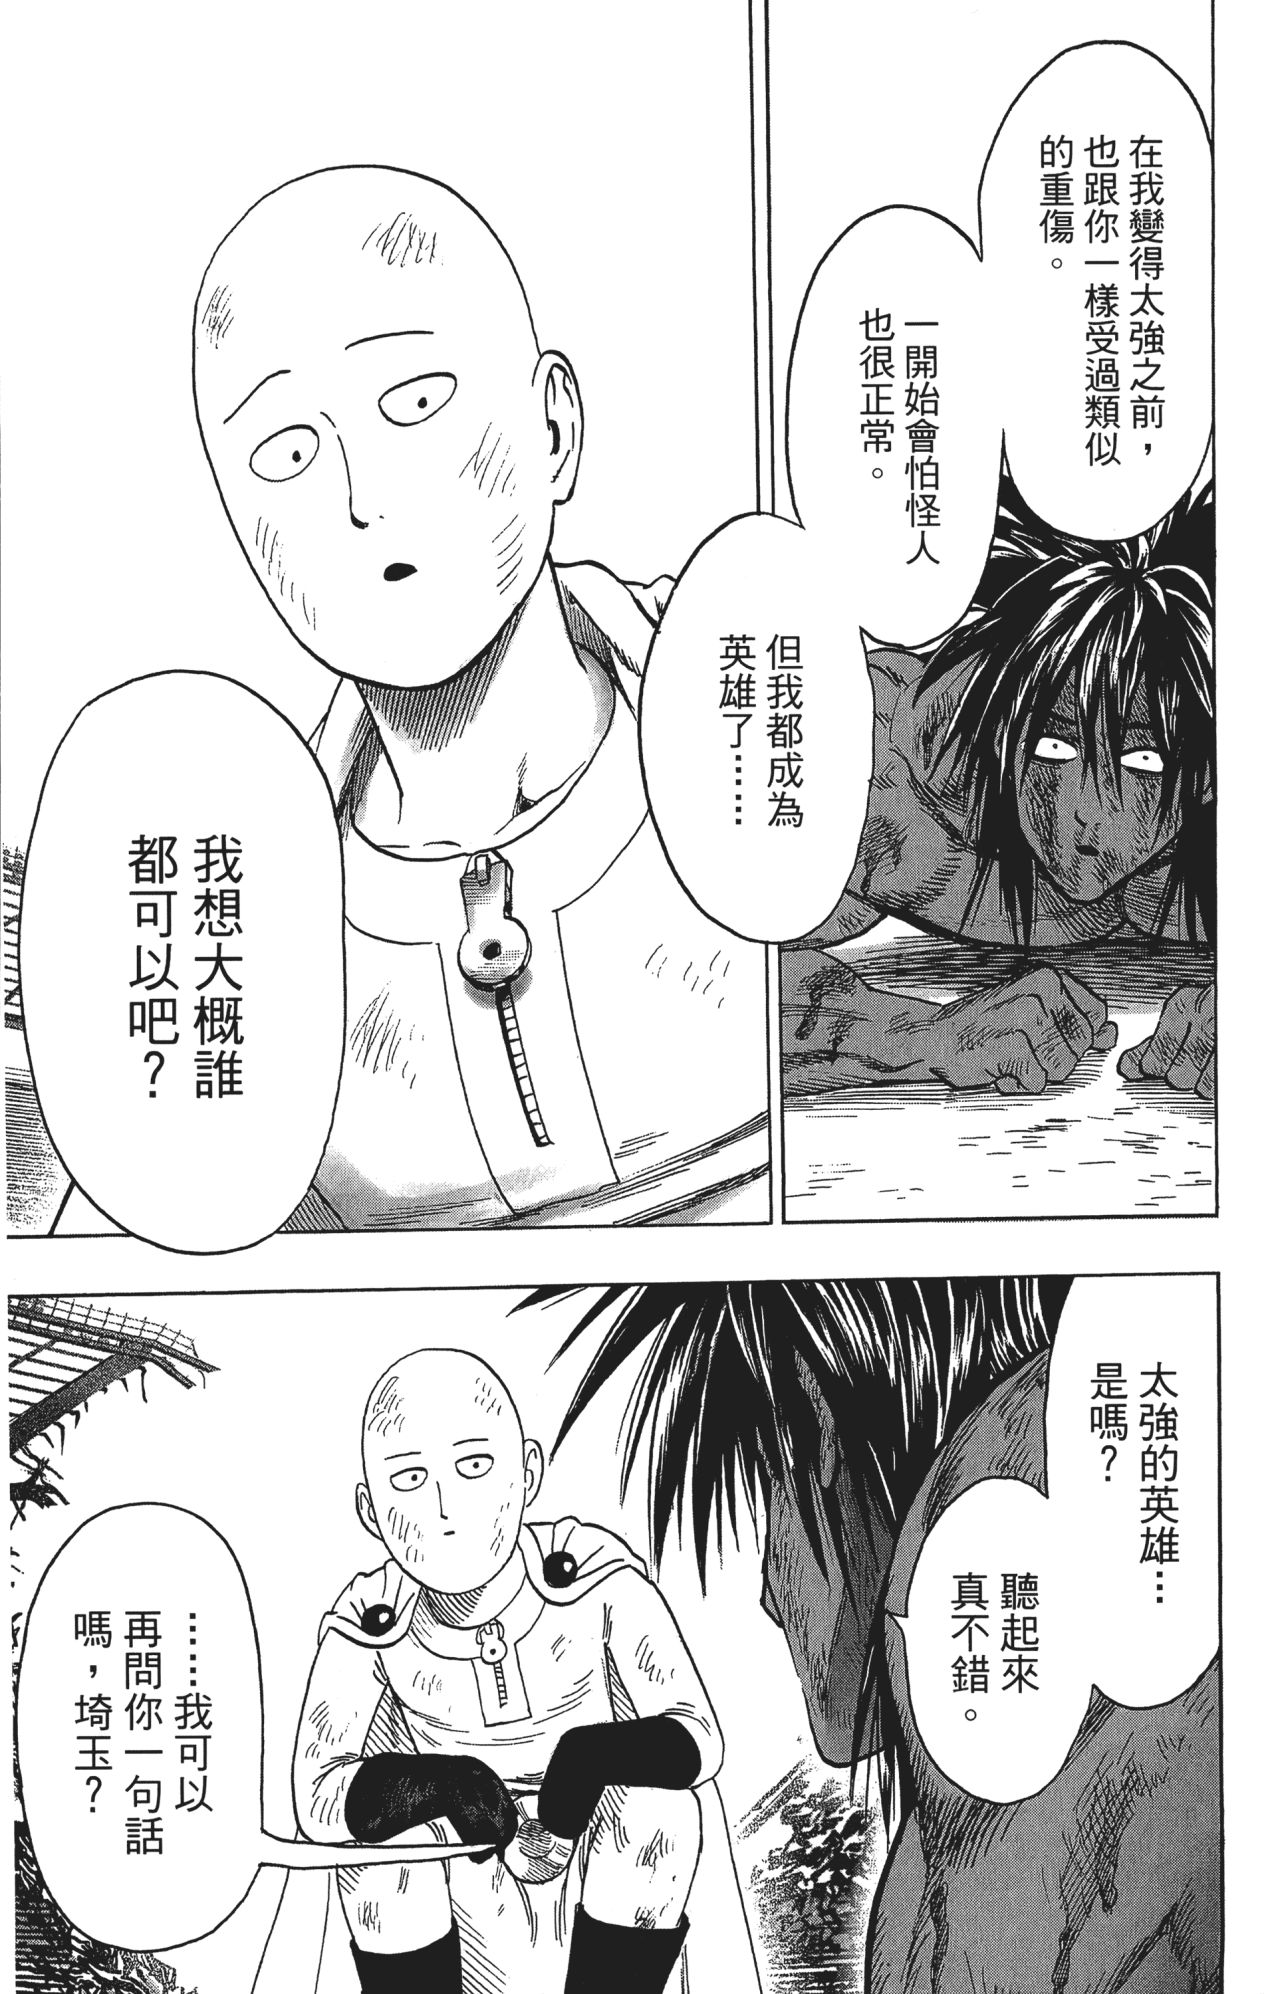 在我變得太強之前，
也跟你一樣受過類似
的重傷。
一開始會怕怪人
也很正常。
但我都成為
英雄了……
我想大概誰
都可以吧？
太強的英雄…
是嗎？
聽起來
真不錯。
……我可以
再問你一句話
嗎，埼玉？